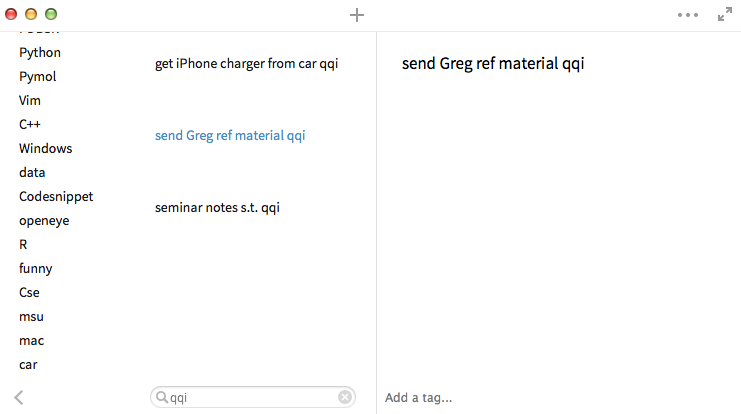 Python
Pymol
Vim
C++
Windows
data
Codesnippet
openeye
R
funny
Cse
msu
mac
car
get iPhone charger from car qqi
send Greg ref material qqi
seminar notes s.t. qqi
qqi
send Greg ref material qqi
Add a tag...